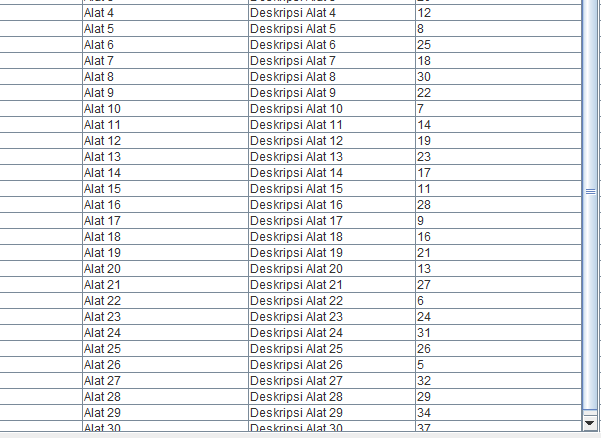 Alat 4 Deskripsi Alat 4 12
Alat 5 Deskripsi Alat 5 8
Alat 6 Deskripsi Alat 6 25
Alat 7 Deskripsi Alat 7 18
Alat 8 Deskripsi Alat 8 30
Alat 9 Deskripsi Alat 9 22
Alat 10 Deskripsi Alat 10 7
Alat 11 Deskripsi Alat 11 14
Alat 12 Deskripsi Alat 12 19
Alat 13 Deskripsi Alat 13 23
Alat 14 Deskripsi Alat 14 17
Alat 15 Deskripsi Alat 15 11
Alat 16 Deskripsi Alat 16 28
Alat 17 Deskripsi Alat 17 9
Alat 18 Deskripsi Alat 18 16
Alat 19 Deskripsi Alat 19 21
Alat 20 Deskripsi Alat 20 13
Alat 21 Deskripsi Alat 21 27
Alat 22 Deskripsi Alat 22 6
Alat 23 Deskripsi Alat 23 24
Alat 24 Deskripsi Alat 24 31
Alat 25 Deskripsi Alat 25 26
Alat 26 Deskripsi Alat 26 5
Alat 27 Deskripsi Alat 27 32
Alat 28 Deskripsi Alat 28 29
Alat 29 Deskripsi Alat 29 34
Alat 30 Deskripsi Alat 30 37